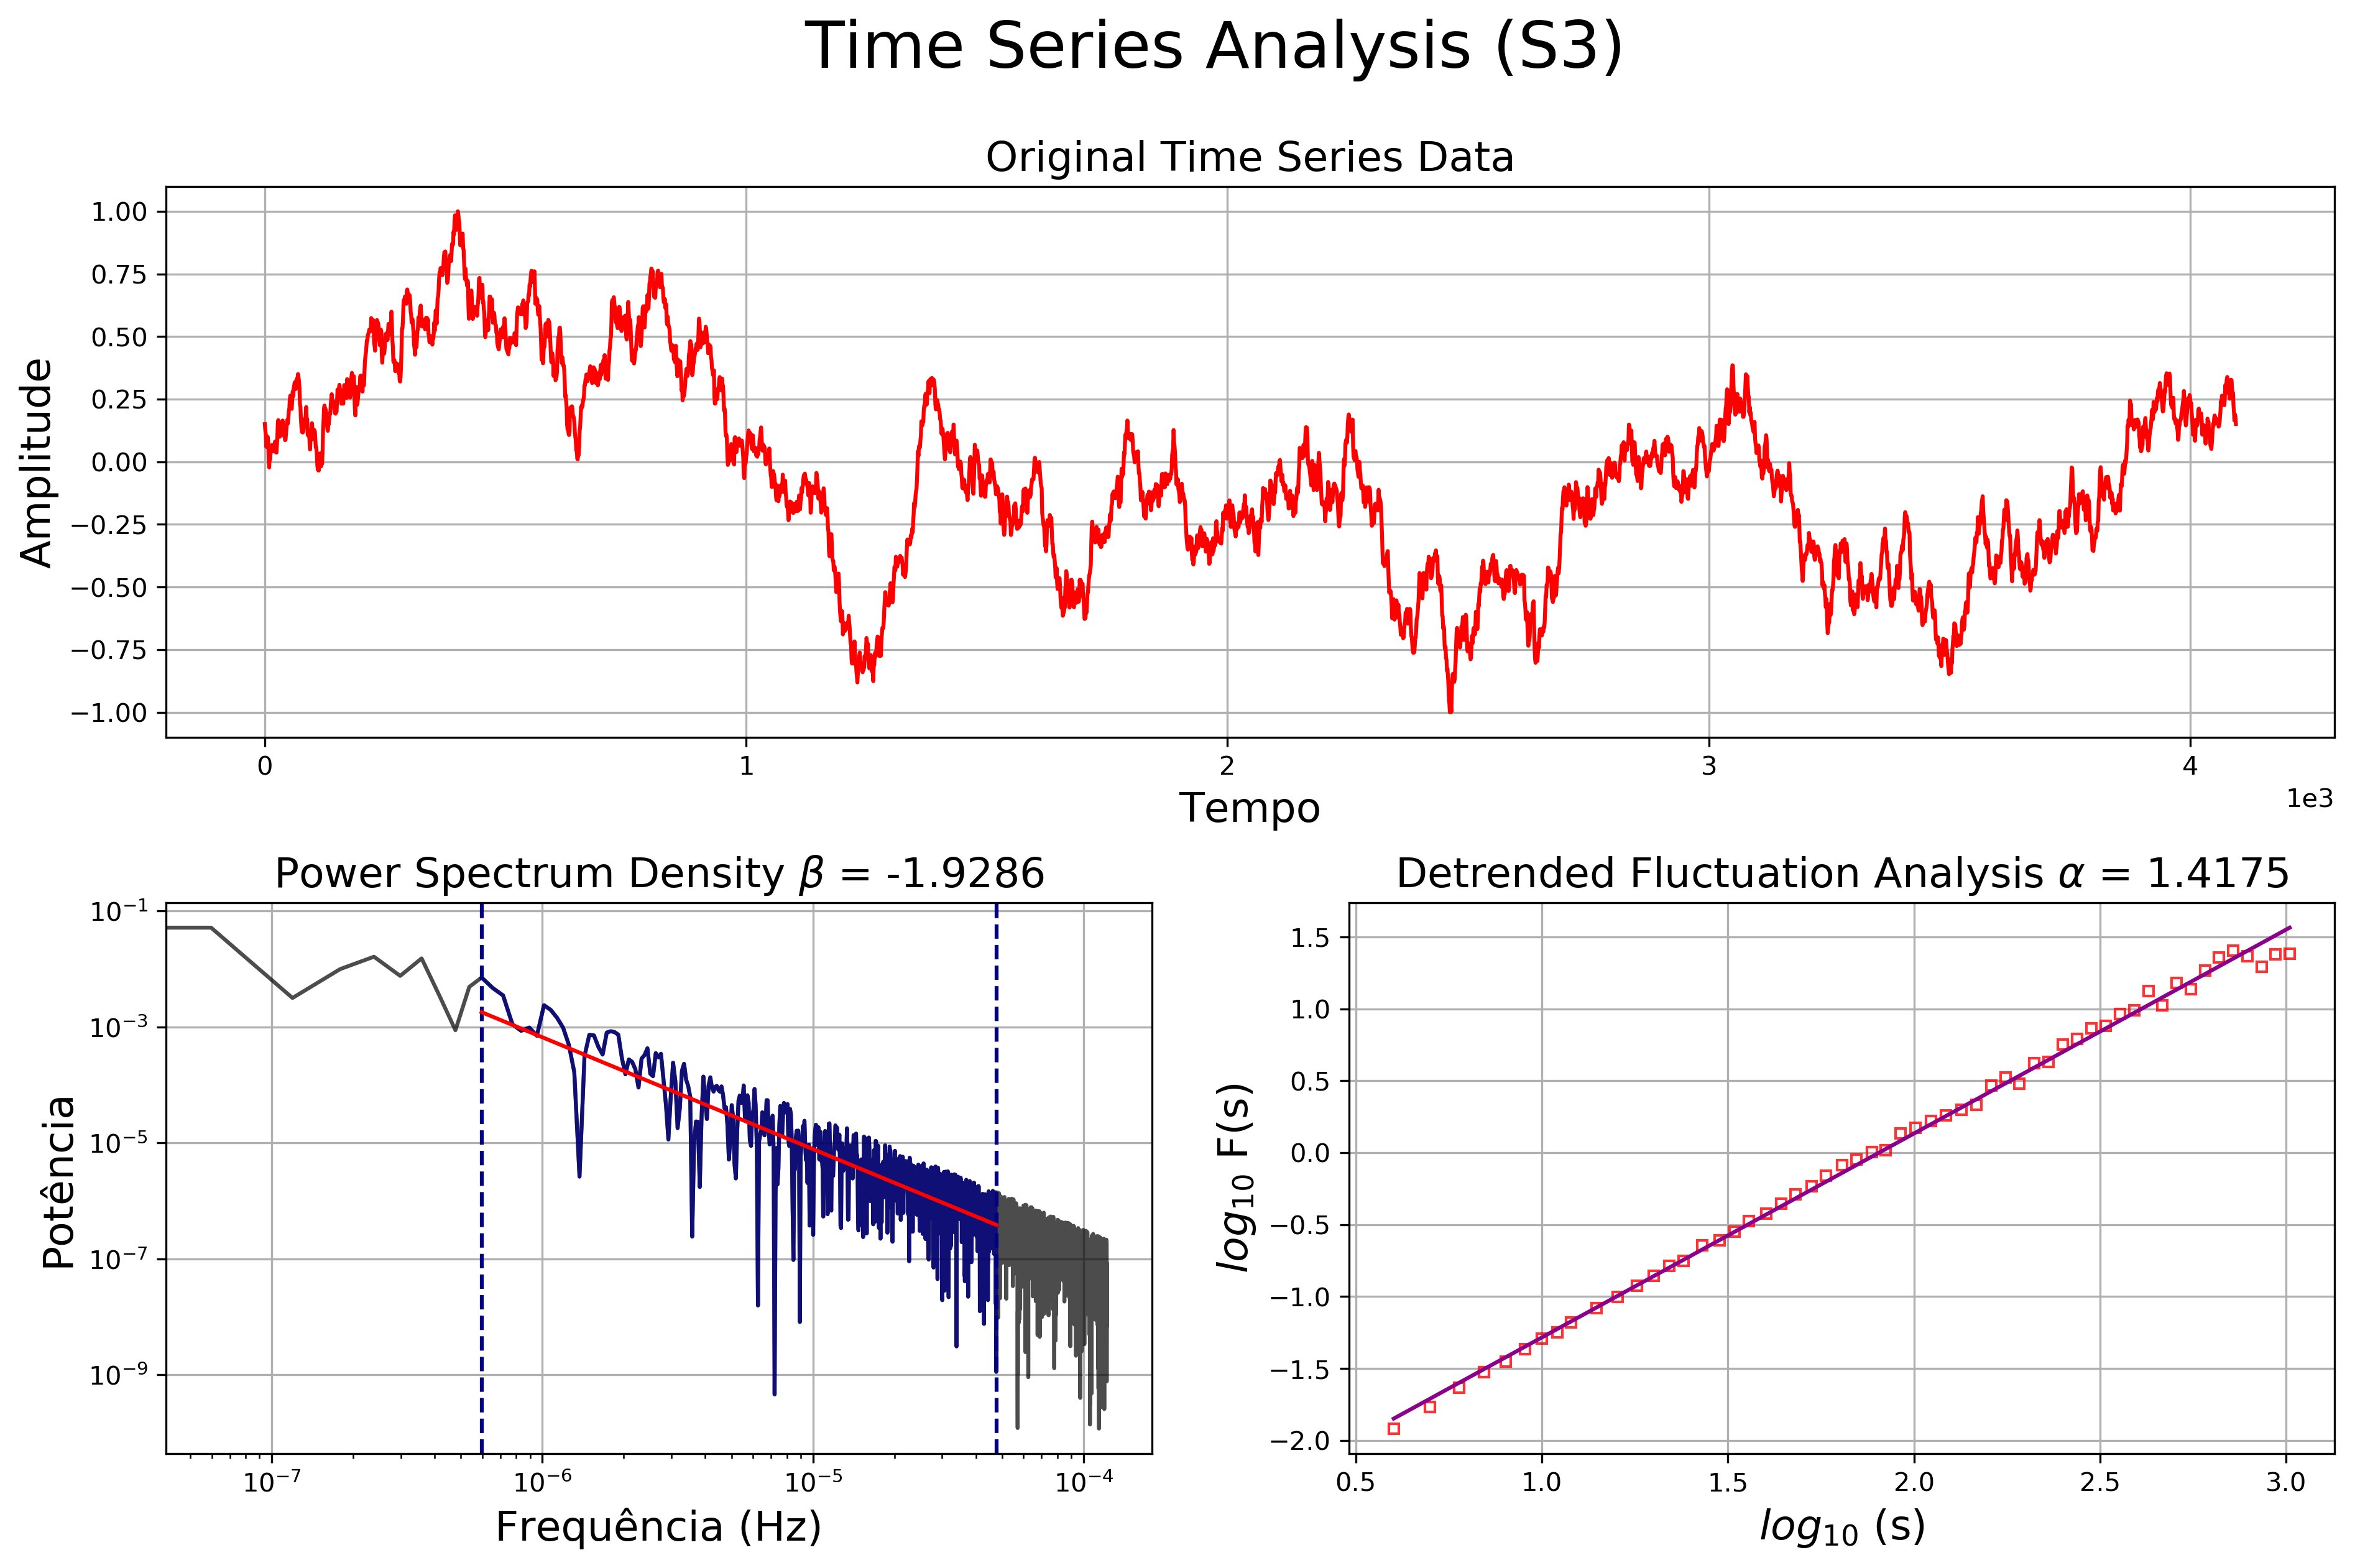 Time Series Analysis (S3)
Original Time Series Data
Amplitude
1.00
0.75
0.50
0.25
0.00
−0.25
−0.50
−0.75
−1.00
0 1 2 3 4
1e3
Tempo
Power Spectrum Density β = -1.9286
Potência
10⁻¹
10⁻³
10⁻⁵
10⁻⁷
10⁻⁹
10⁻⁷ 10⁻⁶ 10⁻⁵ 10⁻⁴
Frequência (Hz)
Detrended Fluctuation Analysis α = 1.4175
log₁₀ F(s)
1.5
1.0
0.5
0.0
−0.5
−1.0
−1.5
−2.0
0.5 1.0 1.5 2.0 2.5 3.0
log₁₀ (s)